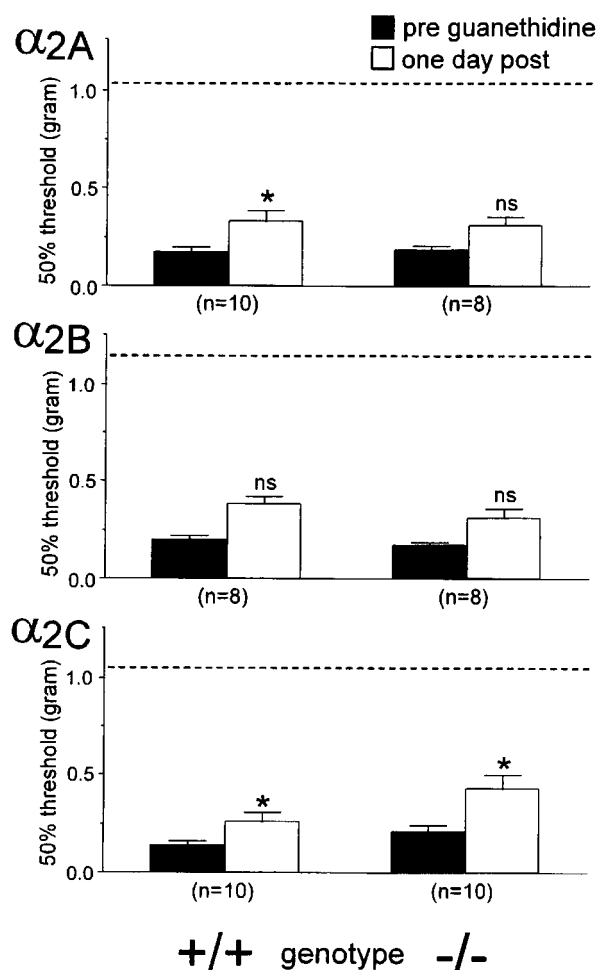 pre guanethidine
one day post
α2A
50% threshold (gram)
1.0
0.5
0.0
*
ns
(n=10) (n=8)
α2B
50% threshold (gram)
1.0
0.5
0.0
ns
ns
(n=8) (n=8)
α2C
50% threshold (gram)
1.0
0.5
0.0
*
*
(n=10) (n=10)
+/+ genotype -/-